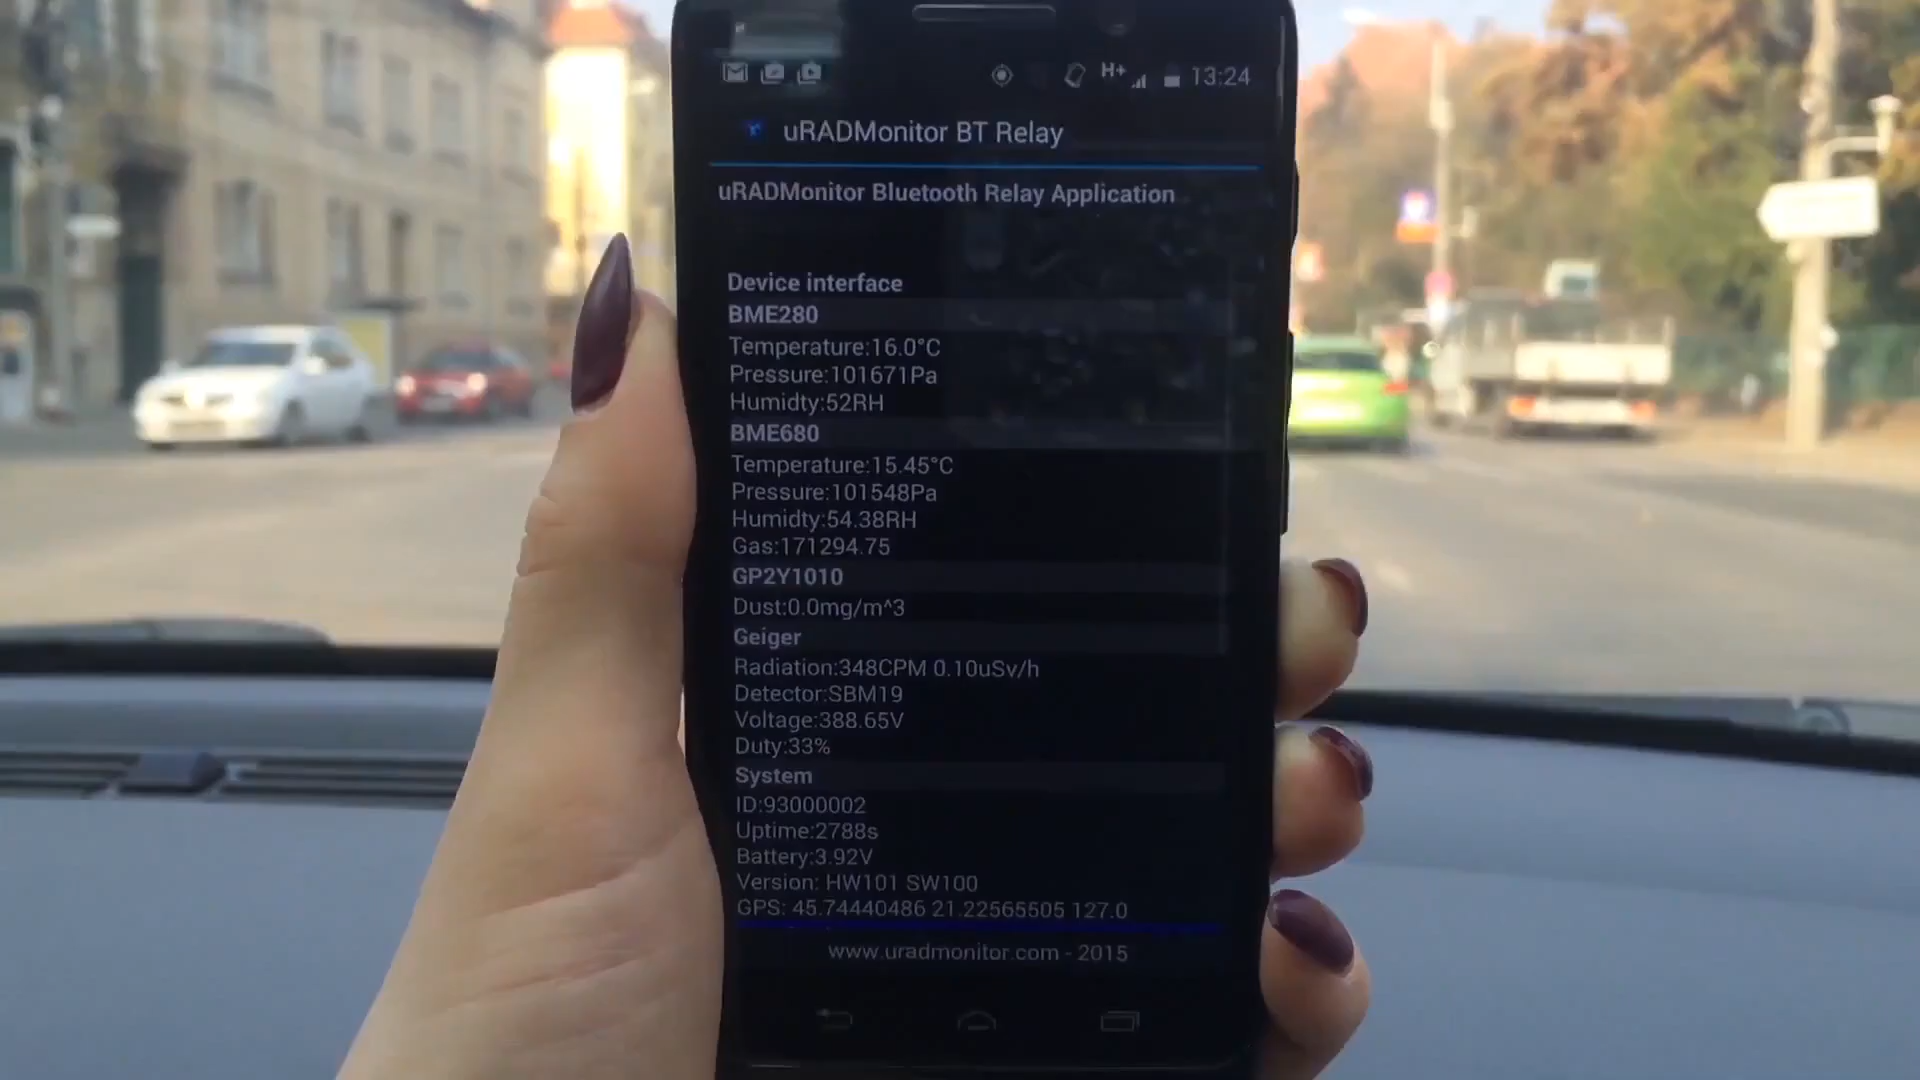 H+ 13:24
uRADMonitor BT Relay
uRADMonitor Bluetooth Relay Application
Device interface
BME280
Temperature:16.0°C
Pressure:101671Pa
Humidty:52RH
BME680
Temperature:15.45°C
Pressure:101548Pa
Humidty:54.38RH
Gas:171294.75
GP2Y1010
Dust:0.0mg/m^3
Geiger
Radiation:348CPM 0.10uSv/h
Detector:SBM19
Voltage:388.65V
Duty:33%
System
ID:93000002
Uptime:2788s
Battery:3.92V
Version: HW101 SW100
GPS: 45.74440486 21.22565505 127.0
www.uradmonitor.com - 2015